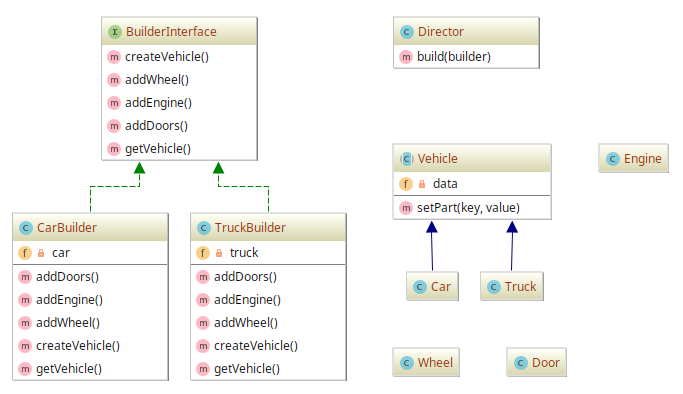 I BuilderInterface
m createVehicle()
m addWheel()
m addEngine()
m addDoors()
m getVehicle()
C Director
m build(builder)
C Vehicle
f data
m setPart(key, value)
C Engine
C CarBuilder
f car
m addDoors()
m addEngine()
m addWheel()
m createVehicle()
m getVehicle()
C TruckBuilder
f truck
m addDoors()
m addEngine()
m addWheel()
m createVehicle()
m getVehicle()
C Car
C Truck
C Wheel
C Door